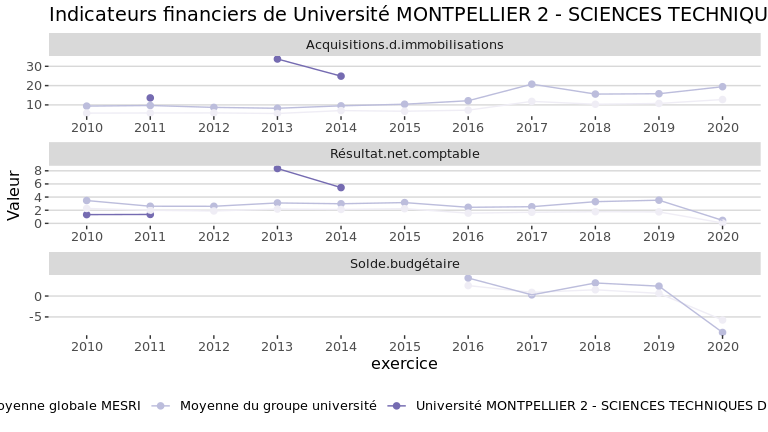 Indicateurs financiers de Université MONTPELLIER 2 - SCIENCES TECHNIQU
Acquisitions.d.immobilisations
30
20
10
2010 2011 2012 2013 2014 2015 2016 2017 2018 2019 2020
Résultat.net.comptable
8
6
4
2
0
2010 2011 2012 2013 2014 2015 2016 2017 2018 2019 2020
Solde.budgétaire
0
-5
2010 2011 2012 2013 2014 2015 2016 2017 2018 2019 2020
Valeur
exercice
oyenne globale MESRI Moyenne du groupe université Université MONTPELLIER 2 - SCIENCES TECHNIQUES D